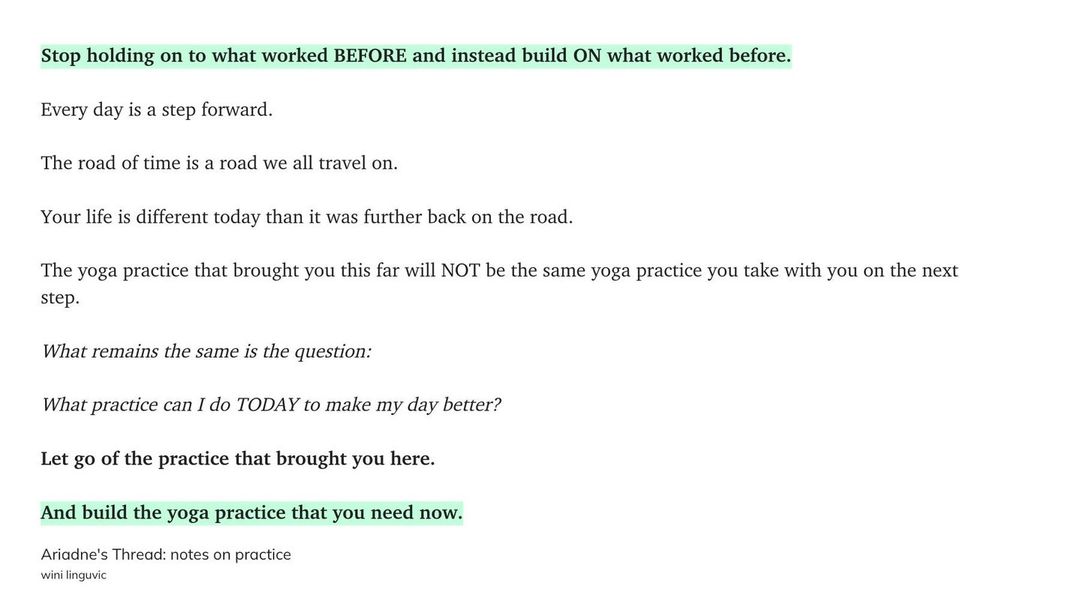 Stop holding on to what worked BEFORE and instead build ON what worked before.
Every day is a step forward.
The road of time is a road we all travel on.
Your life is different today than it was further back on the road.
The yoga practice that brought you this far will NOT be the same yoga practice you take with you on the next
step.
What remains the same is the question:
What practice can I do TODAY to make my day better?
Let go of the practice that brought you here.
And build the yoga practice that you need now.
Ariadne's Thread: notes on practice
wini linguvic